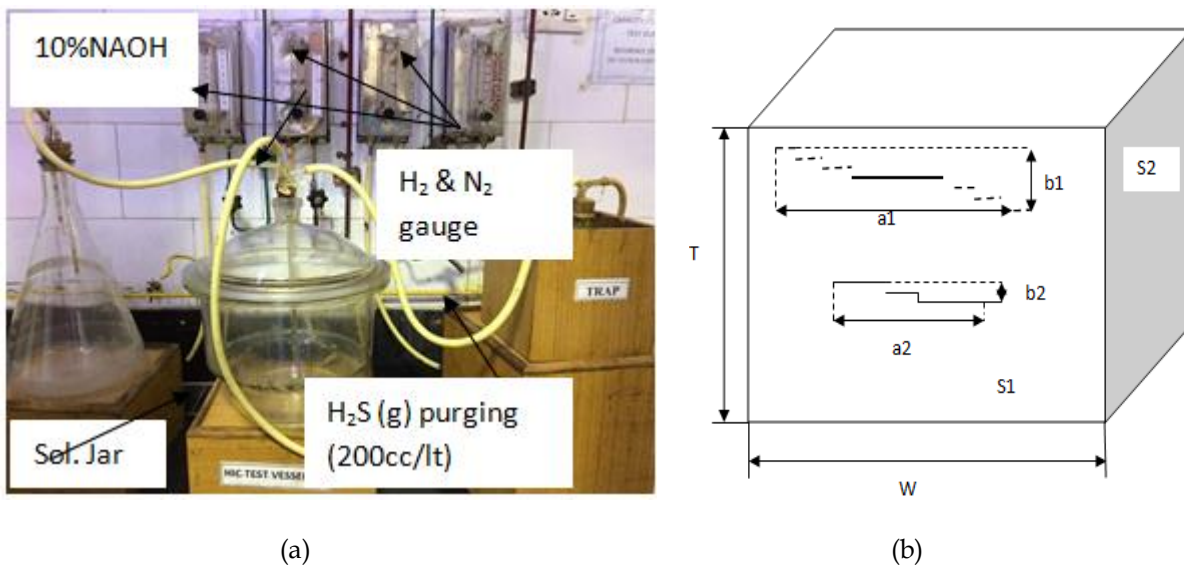 10%NAOH
H₂ & N₂
gauge
TRAP
H₂S (g) purging
(200cc/lt)
Sol. Jar
HIC TEST VESSE
(a)
S2
b1
a1
T
b2
a2
S1
W
(b)